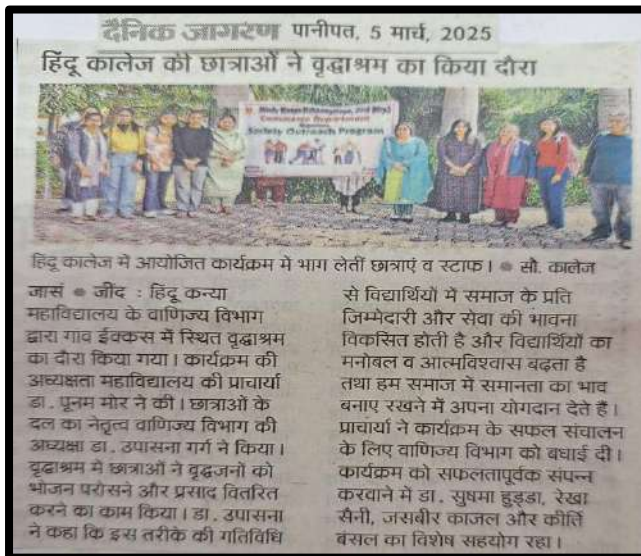 दैनिक जागरण पानीपत, 5 मार्च, 2025
हिंदू कालेज की छात्राओं ने वृद्धाश्रम का किया दौरा
Commerce Department
Society Outreach Program
हिंदू कालेज में आयोजित कार्यक्रम मे भाग लेतीं छात्राएं व स्टाफ। ● सौ. कालेज
जासं ● जींद : हिंदू कन्या
महाविद्यालय के वाणिज्य विभाग
द्वारा गाव ईक्कस में स्थित वृद्धाश्रम
का दौरा किया गया। कार्यक्रम की
अध्यक्षता महाविद्यालय की प्राचार्या
डा. पूनम मोर ने की। छात्राओं के
दल का नेतृत्व वाणिज्य विभाग की
अध्यक्षा डा. उपासना गर्ग ने किया।
वृद्धाश्रम में छात्राओं ने वृद्धजनों को
भोजन परोसने और प्रसाद वितरित
करने का काम किया। डा. उपासना
ने कहा कि इस तरीके की गतिविधि
से विद्यार्थियों में समाज के प्रति
जिम्मेदारी और सेवा की भावना
विकसित होती है और विद्यार्थियों का
मनोबल व आत्मविश्वास बढ़ता है
तथा हम समाज में समानता का भाव
बनाए रखने में अपना योगदान देते हैं।
प्राचार्या ने कार्यक्रम के सफल संचालन
के लिए वाणिज्य विभाग को बधाई दी।
कार्यक्रम को सफलतापूर्वक संपन्न
करवाने में डा. सुषमा हुड्डा, रेखा
सैनी, जसबीर काजल और कीर्ति
बंसल का विशेष सहयोग रहा।